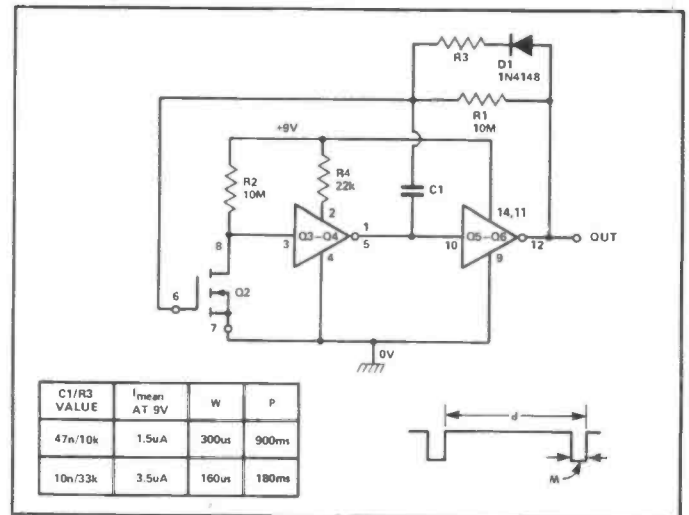 R3
D1
1N4148
R1
10M
+9V
R2
10M
R4
22k
C1
2
14,11
8
3
Q3-Q4
1
5
10
Q5-Q6
12
OUT
4
9
6
Q2
7
0V
C1/R3 VALUE
I mean AT 9V
W
P
47n/10k
1.5uA
300us
900ms
10n/33k
3.5uA
160us
180ms
P
W